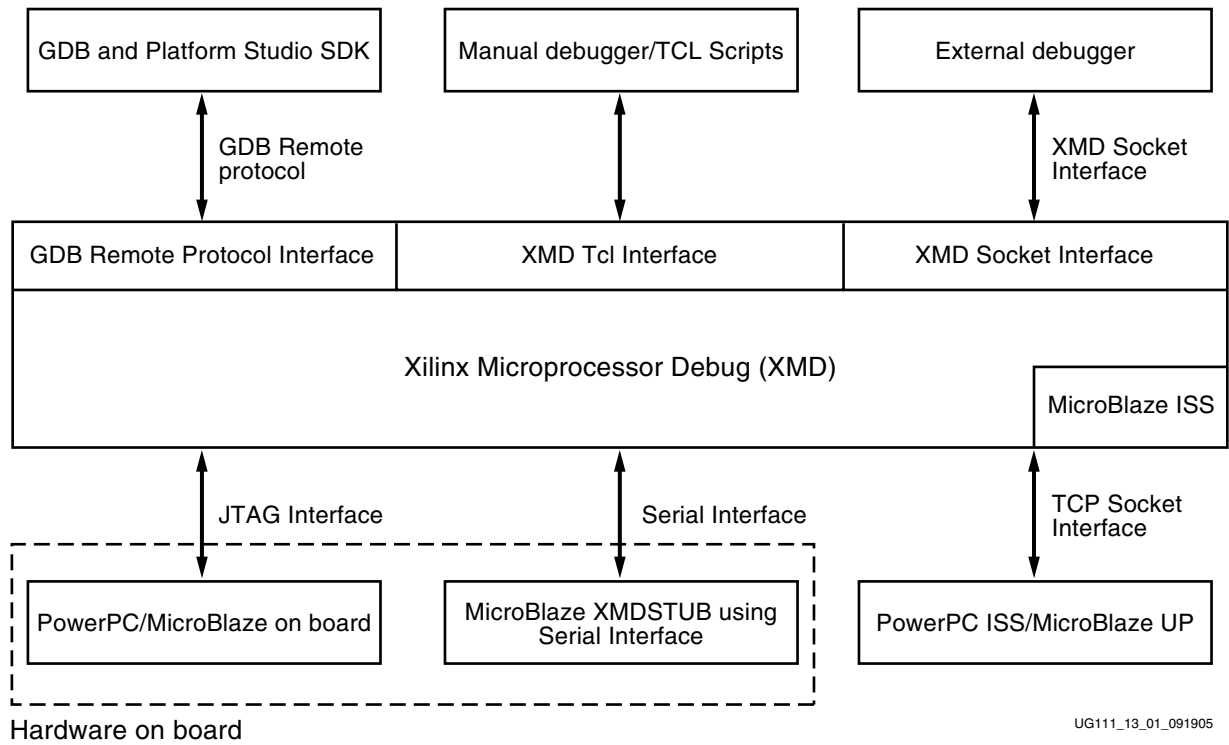 GDB and Platform Studio SDK
Manual debugger/TCL Scripts
External debugger
GDB Remote
protocol
XMD Socket
Interface
GDB Remote Protocol Interface
XMD Tcl Interface
XMD Socket Interface
Xilinx Microprocessor Debug (XMD)
MicroBlaze ISS
JTAG Interface
Serial Interface
TCP Socket
Interface
PowerPC/MicroBlaze on board
MicroBlaze XMDSTUB using
Serial Interface
PowerPC ISS/MicroBlaze UP
Hardware on board
UG111_13_01_091905